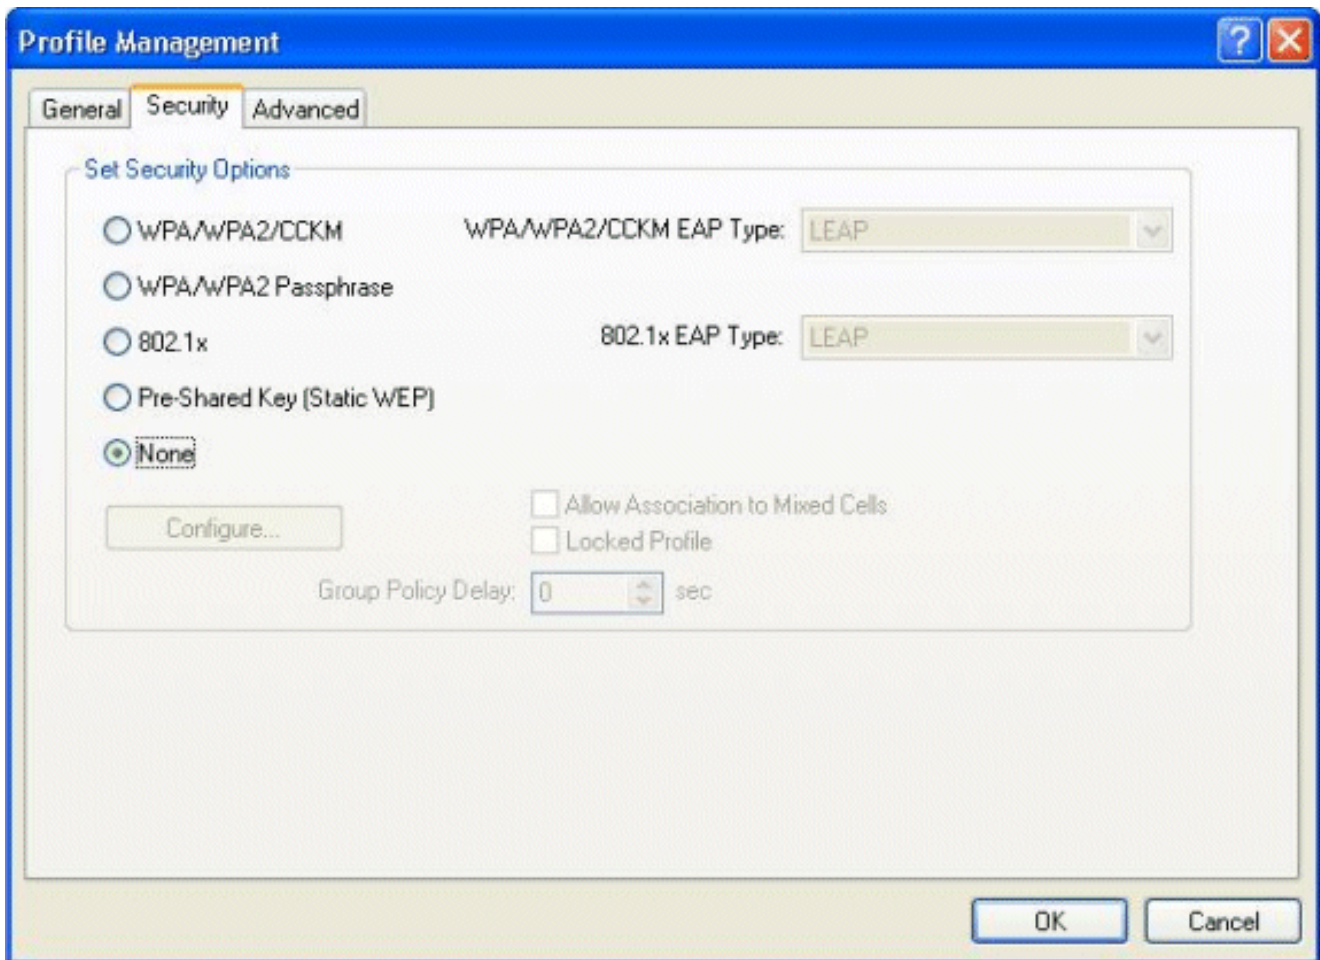 Profile Management
General Security Advanced
Set Security Options
WPA/WPA2/CCKM WPA/WPA2/CCKM EAP Type: LEAP
WPA/WPA2 Passphrase
802.1x 802.1x EAP Type: LEAP
Pre-Shared Key (Static WEP)
None
Configure... Allow Association to Mixed Cells
Locked Profile
Group Policy Delay: 0 sec
OK Cancel